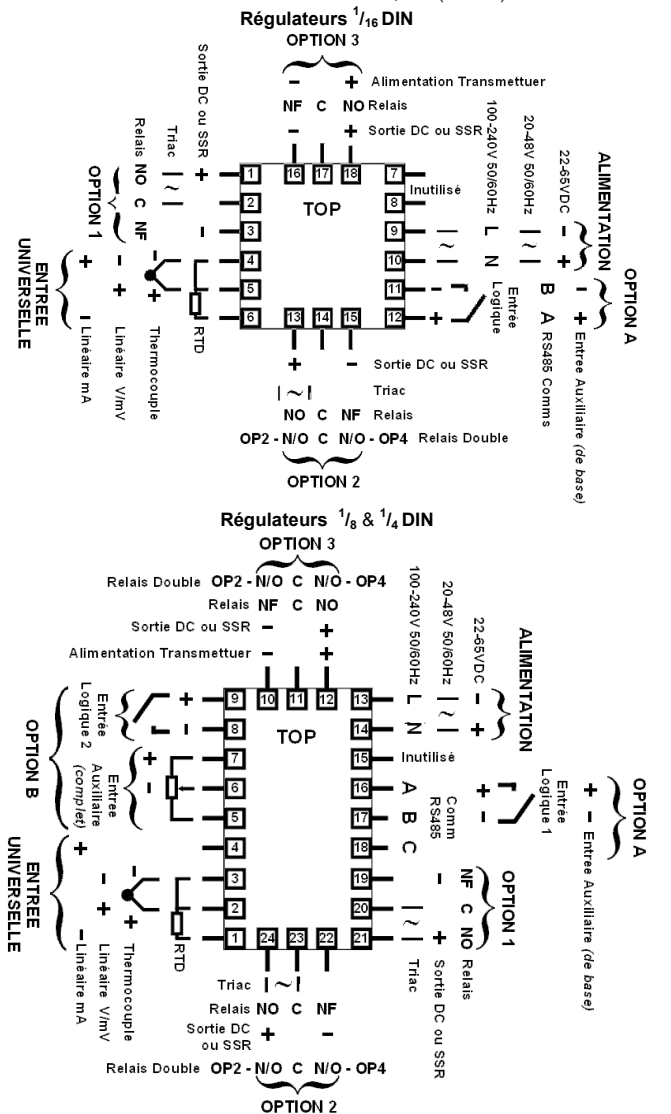 Régulateurs 1/16 DIN
OPTION 3
− + Alimentation Transmettuer
NF C NO Relais
− + Sortie DC ou SSR
Sortie DC ou SSR
Triac
Relais NO C NF
OPTION 1
+ −
| ~ |
16 17 18
TOP
1
2
3
4
5
6
7
8
9
10
11
12
13 14 15
Inutilisé
100-240V 50/60Hz
L N
20-48V 50/60Hz
| ~ |
22-65VDC
− +
ALIMENTATION
OPTION A
− +
Entrée Logique
B A RS485 Comms
− + Entree Auxiliaire (de base)
ENTREE UNIVERSELLE
+ − Linéaire mA
− + Linéaire V/mV
− + Thermocouple
RTD
+ − Sortie DC ou SSR
| ~ | Triac
NO C NF Relais
OP2 - N/O C N/O - OP4 Relais Double
OPTION 2
Régulateurs 1/8 & 1/4 DIN
OPTION 3
Relais Double OP2 - N/O C N/O - OP4
Relais NF C NO
Sortie DC ou SSR − +
Alimentation Transmettuer − +
10 11 12
TOP
9
8
7
6
5
4
3
2
1
13
14
15
16
17
18
19
20
21
24 23 22
100-240V 50/60Hz
L N
20-48V 50/60Hz
| ~ |
22-65VDC
− +
ALIMENTATION
Inutilisé
A B C
Comm RS485
+ −
Entrée Logique 1
+ − Entree Auxiliaire (de base)
OPTION A
OPTION 1
NF C NO Relais
− + Sortie DC ou SSR
| ~ | Triac
OPTION B
Entrée Logique 2
+ −
Entree Auxiliaire (complet)
+ −
ENTREE UNIVERSELLE
+ − Linéaire mA
− + Linéaire V/mV
− + Thermocouple
RTD
Triac | ~ |
Relais NO C NF
Sortie DC ou SSR + −
Relais Double OP2 - N/O C N/O - OP4
OPTION 2